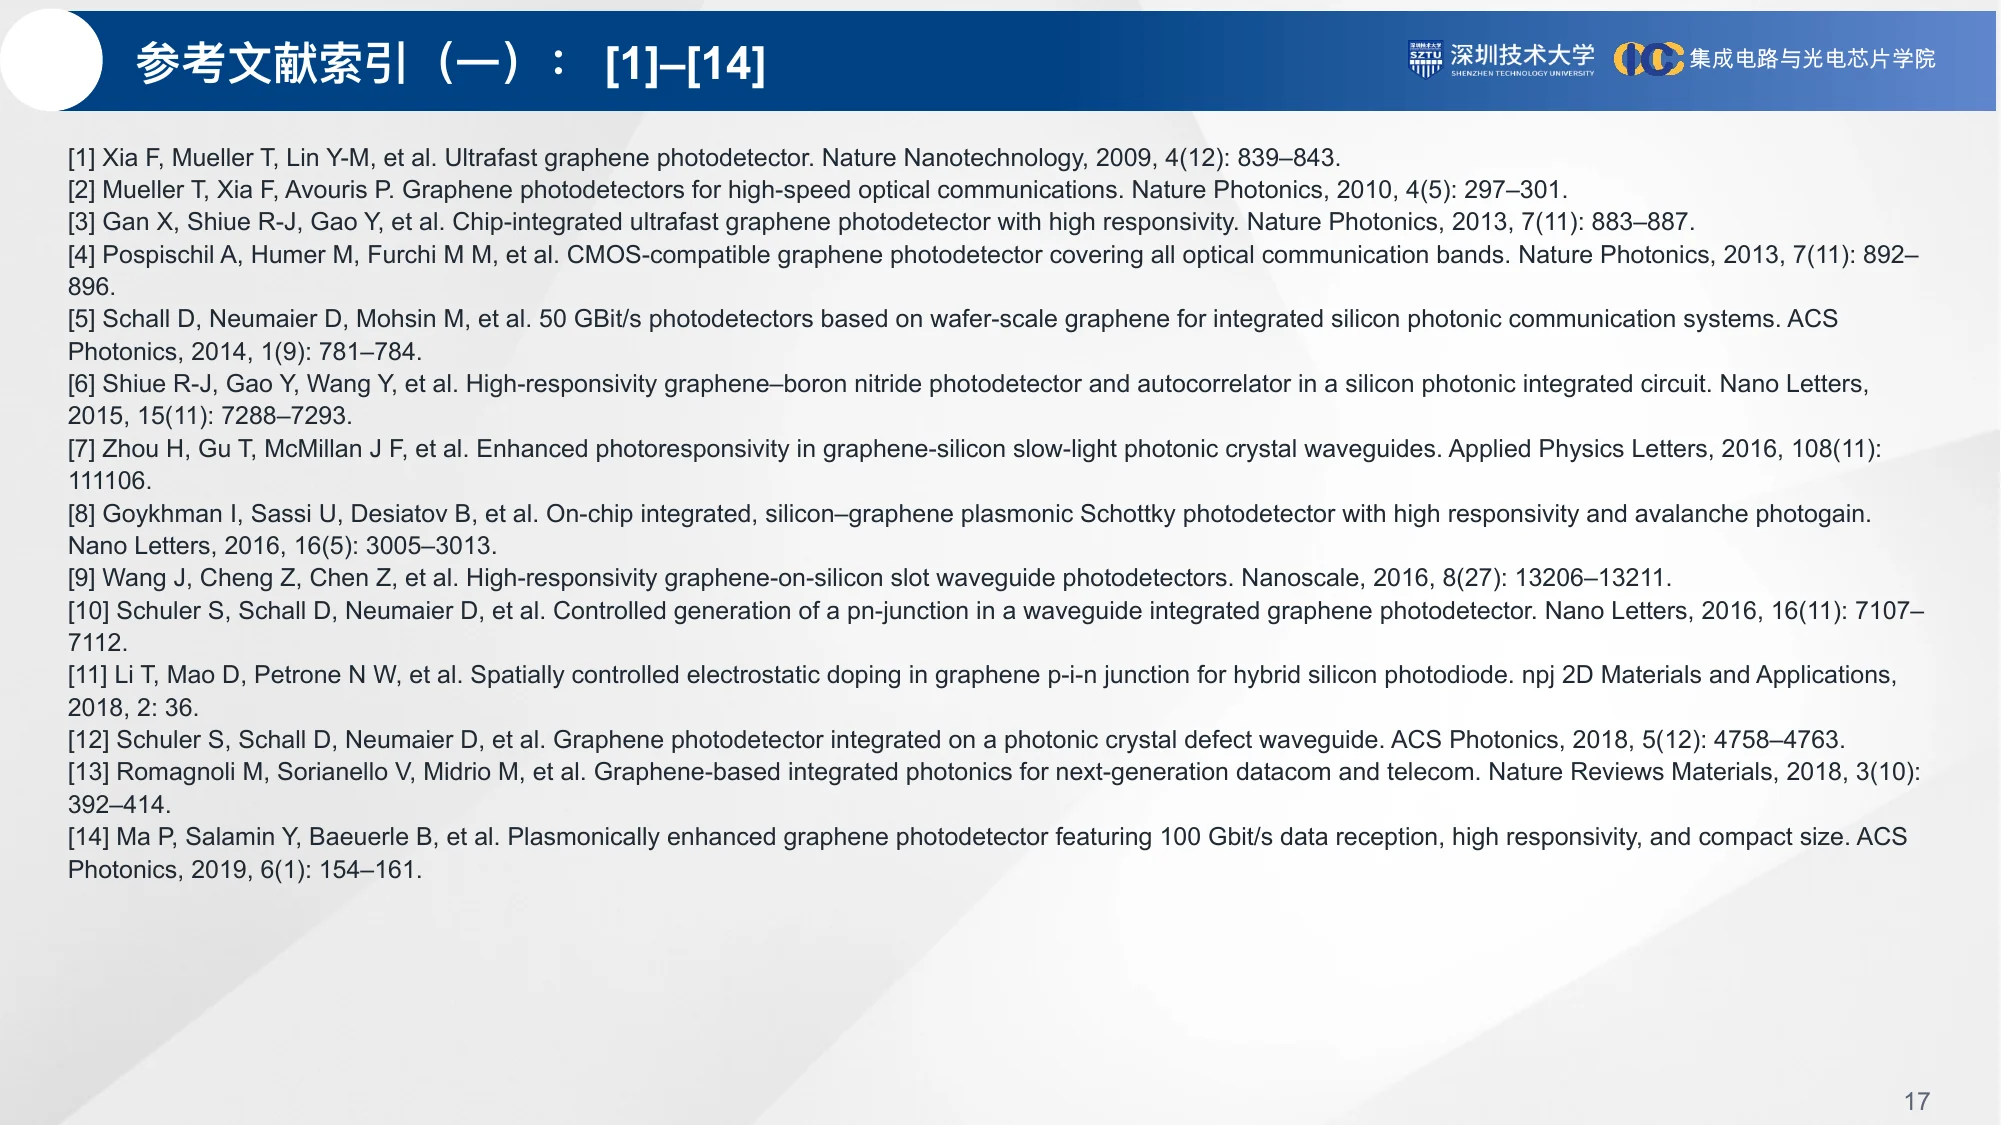 参考文献索引（一）： [1]–[14]
深圳技术大学
SZTU
SHENZHEN TECHNOLOGY UNIVERSITY
集成电路与光电芯片学院
[1] Xia F, Mueller T, Lin Y-M, et al. Ultrafast graphene photodetector. Nature Nanotechnology, 2009, 4(12): 839–843.
[2] Mueller T, Xia F, Avouris P. Graphene photodetectors for high-speed optical communications. Nature Photonics, 2010, 4(5): 297–301.
[3] Gan X, Shiue R-J, Gao Y, et al. Chip-integrated ultrafast graphene photodetector with high responsivity. Nature Photonics, 2013, 7(11): 883–887.
[4] Pospischil A, Humer M, Furchi M M, et al. CMOS-compatible graphene photodetector covering all optical communication bands. Nature Photonics, 2013, 7(11): 892–
896.
[5] Schall D, Neumaier D, Mohsin M, et al. 50 GBit/s photodetectors based on wafer-scale graphene for integrated silicon photonic communication systems. ACS
Photonics, 2014, 1(9): 781–784.
[6] Shiue R-J, Gao Y, Wang Y, et al. High-responsivity graphene–boron nitride photodetector and autocorrelator in a silicon photonic integrated circuit. Nano Letters,
2015, 15(11): 7288–7293.
[7] Zhou H, Gu T, McMillan J F, et al. Enhanced photoresponsivity in graphene-silicon slow-light photonic crystal waveguides. Applied Physics Letters, 2016, 108(11):
111106.
[8] Goykhman I, Sassi U, Desiatov B, et al. On-chip integrated, silicon–graphene plasmonic Schottky photodetector with high responsivity and avalanche photogain.
Nano Letters, 2016, 16(5): 3005–3013.
[9] Wang J, Cheng Z, Chen Z, et al. High-responsivity graphene-on-silicon slot waveguide photodetectors. Nanoscale, 2016, 8(27): 13206–13211.
[10] Schuler S, Schall D, Neumaier D, et al. Controlled generation of a pn-junction in a waveguide integrated graphene photodetector. Nano Letters, 2016, 16(11): 7107–
7112.
[11] Li T, Mao D, Petrone N W, et al. Spatially controlled electrostatic doping in graphene p-i-n junction for hybrid silicon photodiode. npj 2D Materials and Applications,
2018, 2: 36.
[12] Schuler S, Schall D, Neumaier D, et al. Graphene photodetector integrated on a photonic crystal defect waveguide. ACS Photonics, 2018, 5(12): 4758–4763.
[13] Romagnoli M, Sorianello V, Midrio M, et al. Graphene-based integrated photonics for next-generation datacom and telecom. Nature Reviews Materials, 2018, 3(10):
392–414.
[14] Ma P, Salamin Y, Baeuerle B, et al. Plasmonically enhanced graphene photodetector featuring 100 Gbit/s data reception, high responsivity, and compact size. ACS
Photonics, 2019, 6(1): 154–161.
17